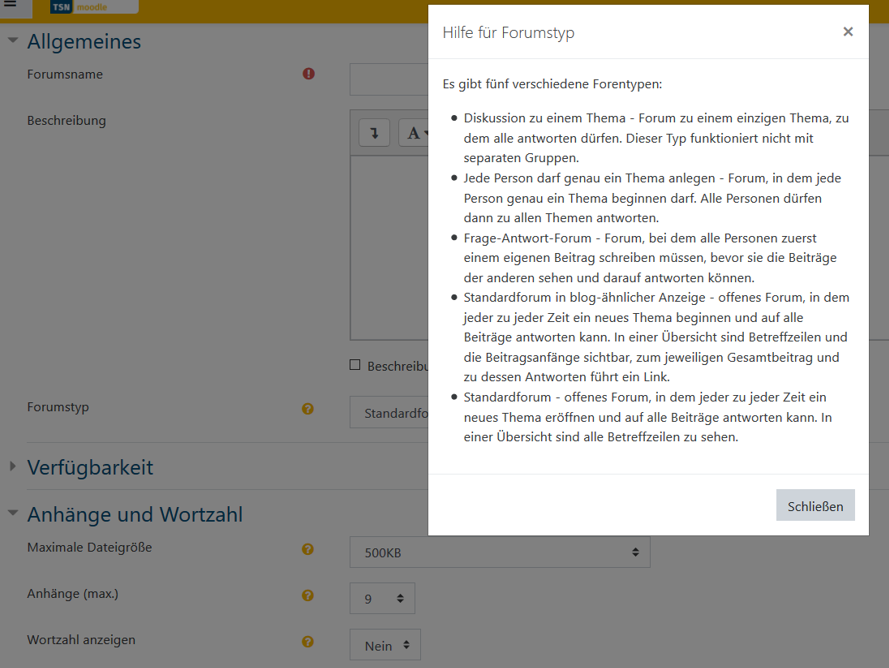 TSN moodle
Allgemeines
Forumsname
Beschreibung
A
Beschreibu
Forumstyp
Standardfo
Verfügbarkeit
Anhänge und Wortzahl
Maximale Dateigröße
500KB
Anhänge (max.)
9
Wortzahl anzeigen
Nein
Hilfe für Forumstyp
×
Es gibt fünf verschiedene Forentypen:
• Diskussion zu einem Thema - Forum zu einem einzigen Thema, zu
dem alle antworten dürfen. Dieser Typ funktioniert nicht mit
separaten Gruppen.
• Jede Person darf genau ein Thema anlegen - Forum, in dem jede
Person genau ein Thema beginnen darf. Alle Personen dürfen
dann zu allen Themen antworten.
• Frage-Antwort-Forum - Forum, bei dem alle Personen zuerst
einem eigenen Beitrag schreiben müssen, bevor sie die Beiträge
der anderen sehen und darauf antworten können.
• Standardforum in blog-ähnlicher Anzeige - offenes Forum, in dem
jeder zu jeder Zeit ein neues Thema beginnen und auf alle
Beiträge antworten kann. In einer Übersicht sind Betreffzeilen und
die Beitragsanfänge sichtbar, zum jeweiligen Gesamtbeitrag und
zu dessen Antworten führt ein Link.
• Standardforum - offenes Forum, in dem jeder zu jeder Zeit ein
neues Thema eröffnen und auf alle Beiträge antworten kann. In
einer Übersicht sind alle Betreffzeilen zu sehen.
Schließen